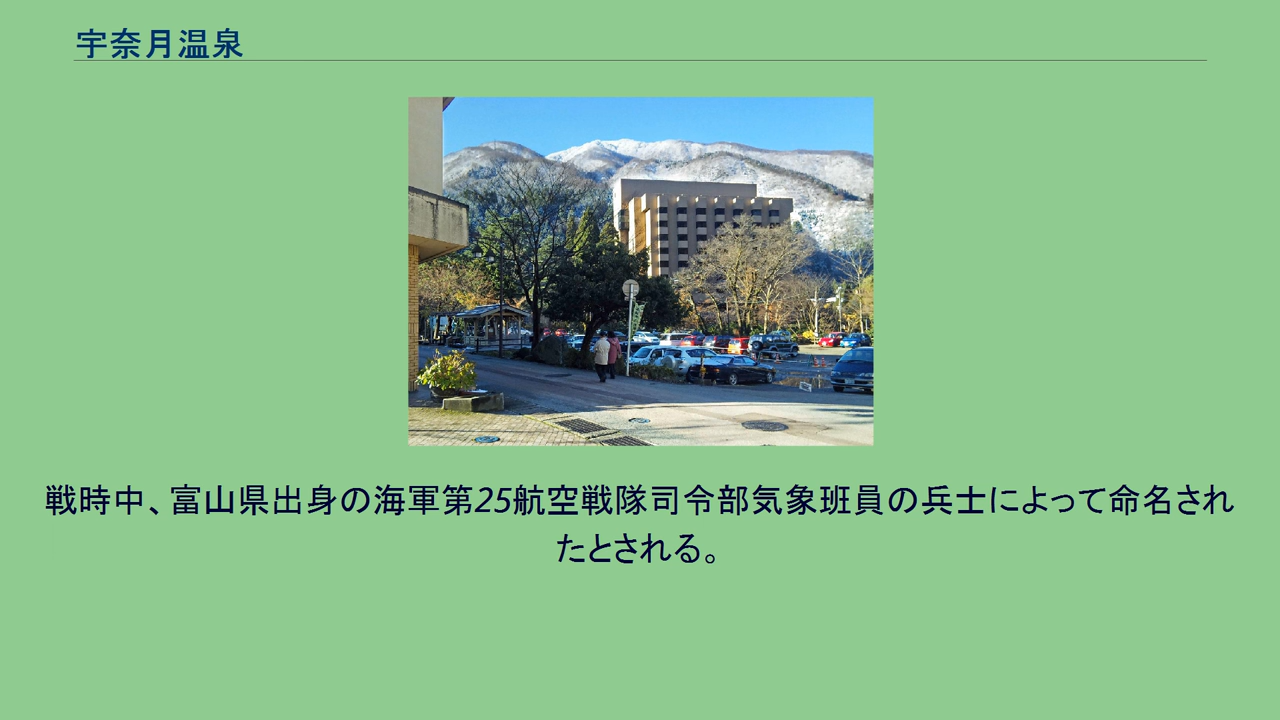 宇奈月温泉
戦時中、富山県出身の海軍第25航空戦隊司令部気象班員の兵士によって命名され
たとされる。